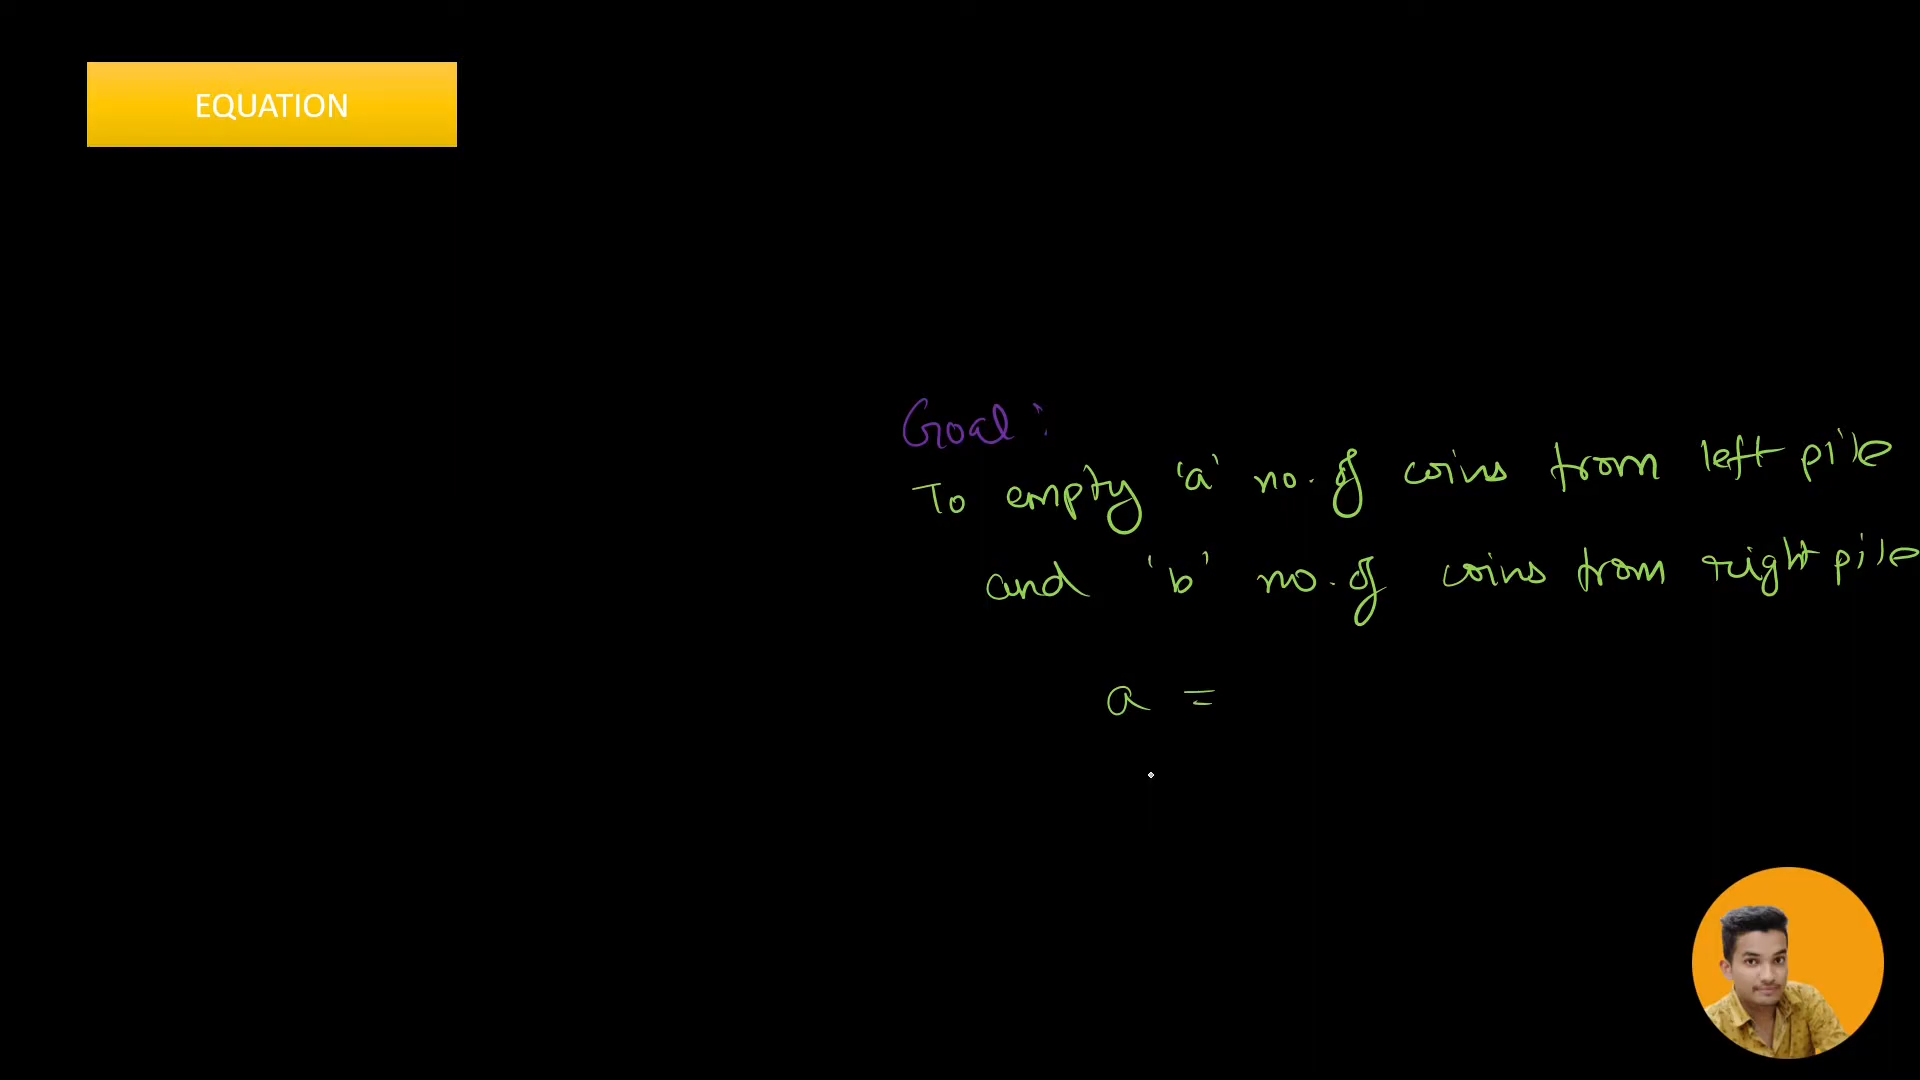 EQUATION
Goal:
To empty 'a' no. of coins from left pile
and 'b' no. of coins from right pile
a =